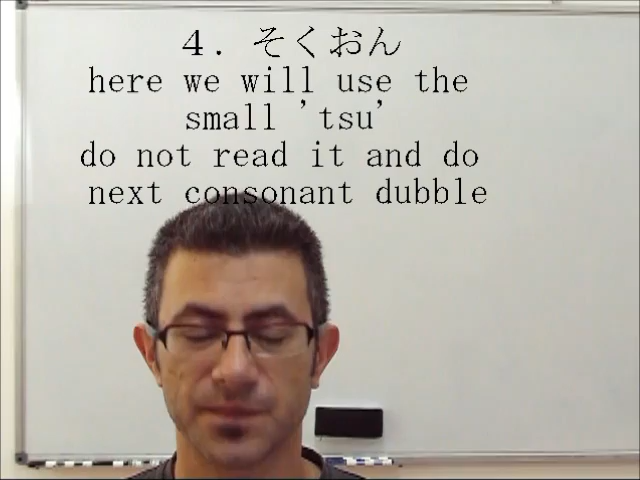 ４．そくおん
here we will use the
small 'tsu'
do not read it and do
next consonant dubble